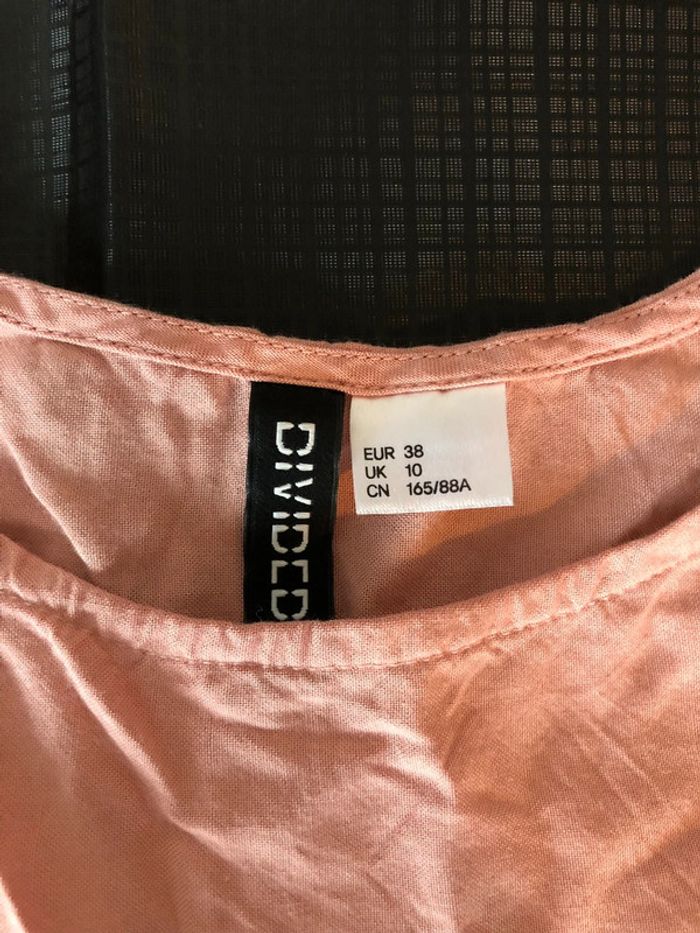 DIVIDED
EUR 38
UK 10
CN 165/88A